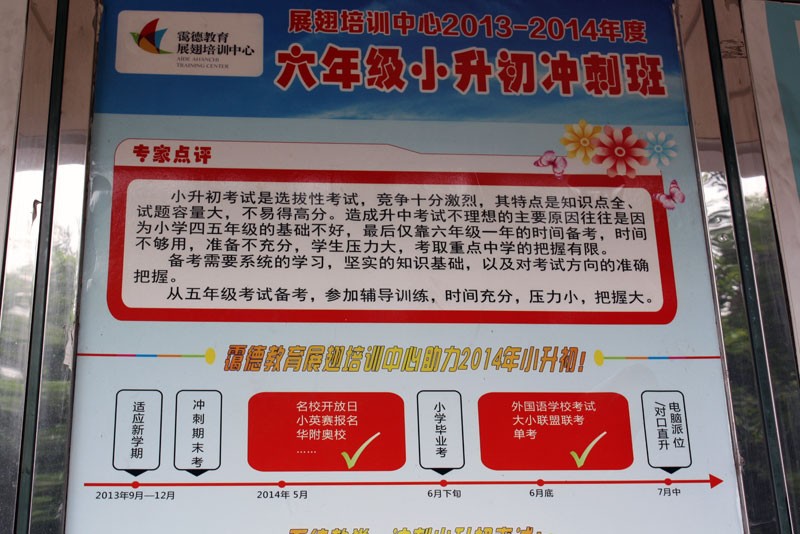 霭德教育
展翅培训中心
AIDE AHANCHI
TRAINING CENTER
展翅培训中心2013-2014年度
六年级小升初冲刺班
专家点评
小升初考试是选拔性考试，竞争十分激烈，其特点是知识点全、
试题容量大，不易得高分。造成升中考试不理想的主要原因往往是因
为小学四五年级的基础不好，最后仅靠六年级一年的时间备考，时间
不够用，准备不充分，学生压力大，考取重点中学的把握有限。
备考需要系统的学习，坚实的知识基础，以及对考试方向的准确
把握。
从五年级考试备考，参加辅导训练，时间充分，压力小，把握大。
霭德教育展翅培训中心助力2014年小升初！
适应新学期
冲刺期末考
名校开放日
小英赛报名
华附奥校
……
小学毕业考
外国语学校考试
大小联盟联考
单考
电脑派位
/对口直升
2013年9月—12月
2014年 5月
6月下旬
6月底
7月中